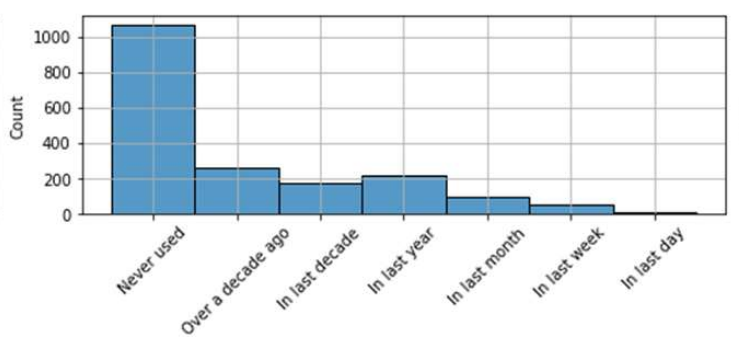 1000
800
600
400
200
0
Count
Never used
Over a decade ago
In last decade
In last year
In last month
In last week
In last day